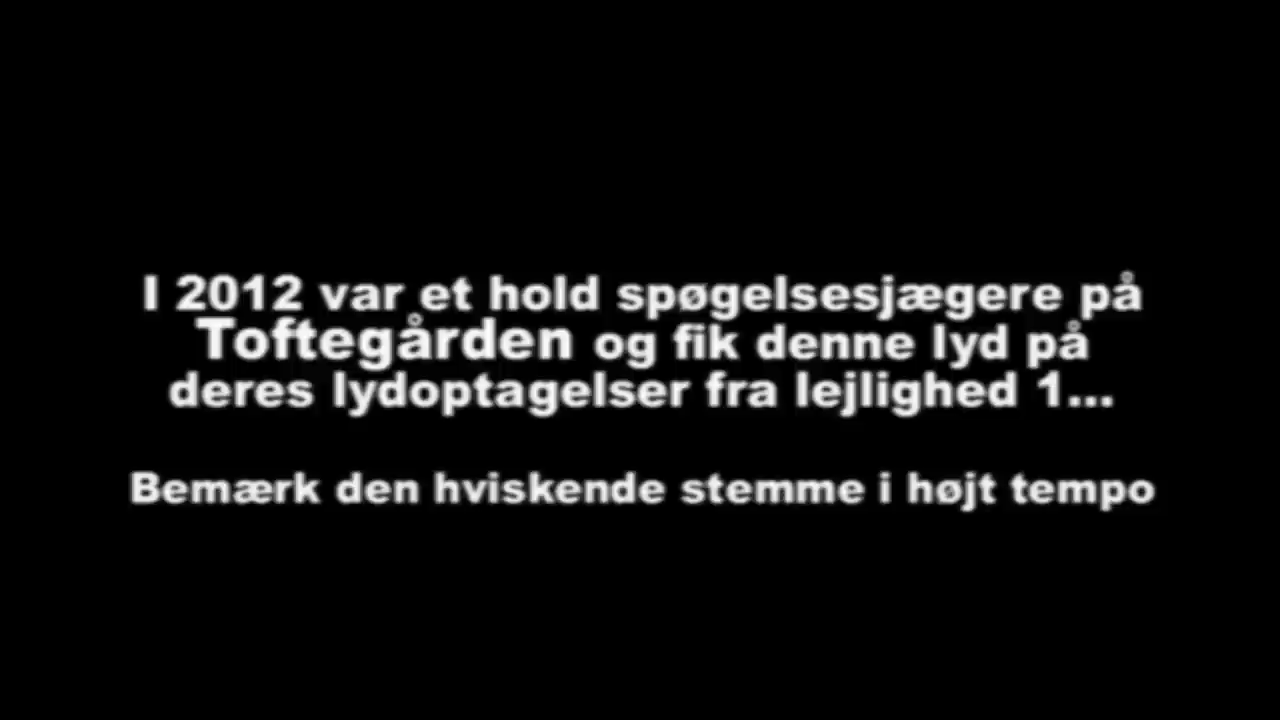 I 2012 var et hold spøgelsesjægere på
Toftegården og fik denne lyd på
deres lydoptagelser fra lejlighed 1...
Bemærk den hviskende stemme i højt tempo